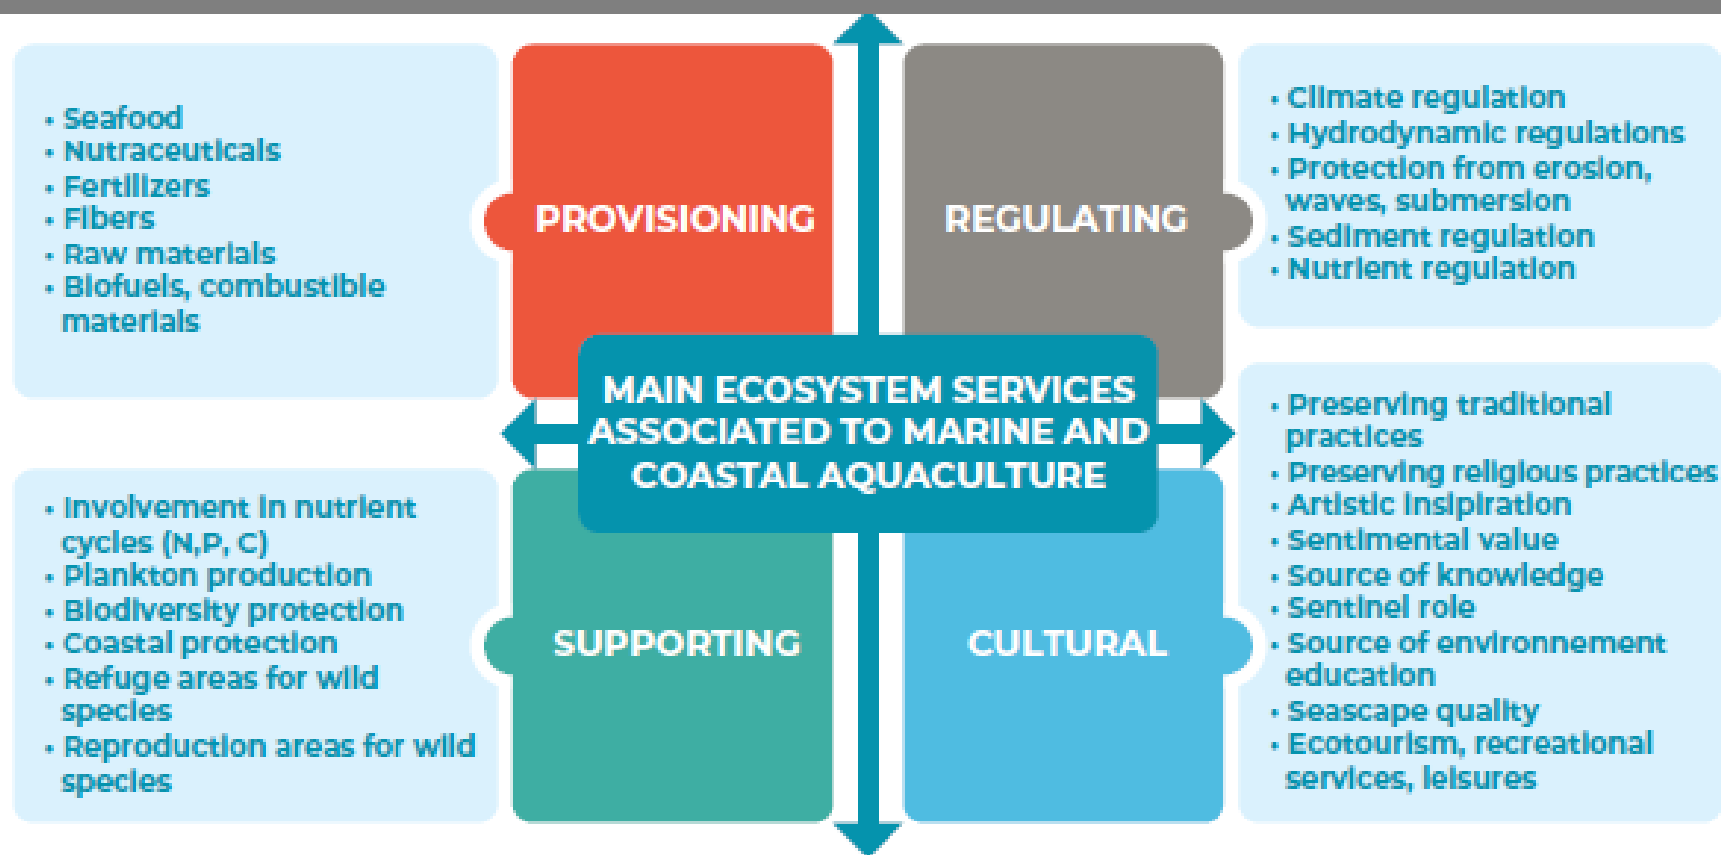 • Seafood
• Nutraceuticals
• Fertilizers
• Fibers
• Raw materials
• Biofuels, combustible
materials
PROVISIONING
REGULATING
• Climate regulation
• Hydrodynamic regulations
• Protection from erosion,
waves, submersion
• Sediment regulation
• Nutrient regulation
MAIN ECOSYSTEM SERVICES
ASSOCIATED TO MARINE AND
COASTAL AQUACULTURE
• Involvement in nutrient
cycles (N,P, C)
• Plankton production
• Biodiversity protection
• Coastal protection
• Refuge areas for wild
species
• Reproduction areas for wild
species
SUPPORTING
CULTURAL
• Preserving traditional
practices
• Preserving religious practices
• Artistic insipiration
• Sentimental value
• Source of knowledge
• Sentinel role
• Source of environnement
education
• Seascape quality
• Ecotourism, recreational
services, leisures